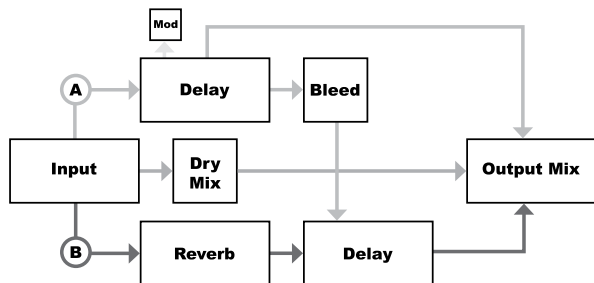 Mod
A
Delay
Bleed
Input
Dry
Mix
Output Mix
B
Reverb
Delay